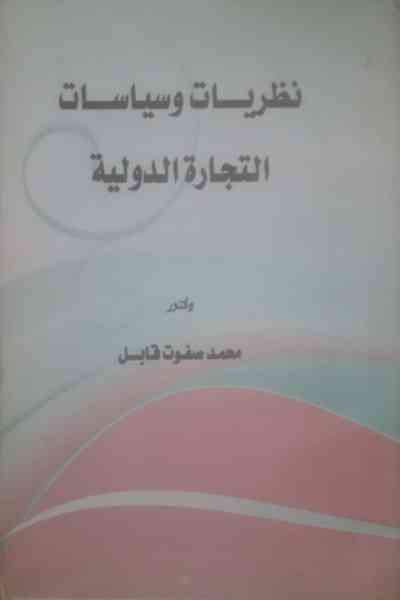 نظريات وسياسات
التجارة الدولية
دكتور
محمد صفوت قابل